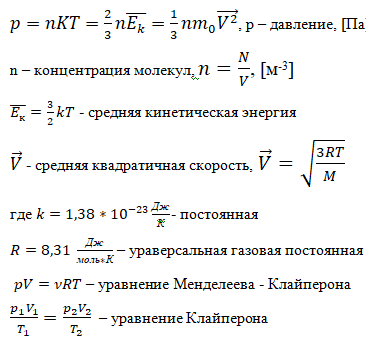 p = nKT = \frac{2}{3} n\overline{E_k} = \frac{1}{3} nm_0\overline{V^2}, p – давление, [Па
n – концентрация молекул, n = \frac{N}{V}, [м^{-3}]
\overline{E_к} = \frac{3}{2} kT - средняя кинетическая энергия
\vec{V} - средняя квадратичная скорость, \vec{V} = \sqrt{\frac{3RT}{M}}
где k = 1,38 * 10^{-23} \frac{Дж}{К} - постоянная
R = 8,31 \frac{Дж}{моль*К} – ураверсальная газовая постоянная
pV = νRT – уравнение Менделеева - Клайперона
\frac{p_1V_1}{T_1} = \frac{p_2V_2}{T_2} – уравнение Клайперона